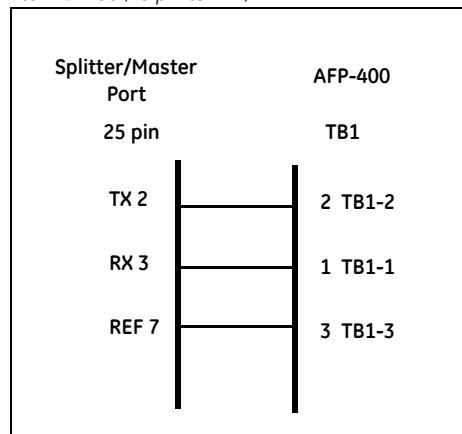 Splitter/Master
Port
AFP-400
25 pin
TB1
TX 2
2 TB1-2
RX 3
1 TB1-1
REF 7
3 TB1-3